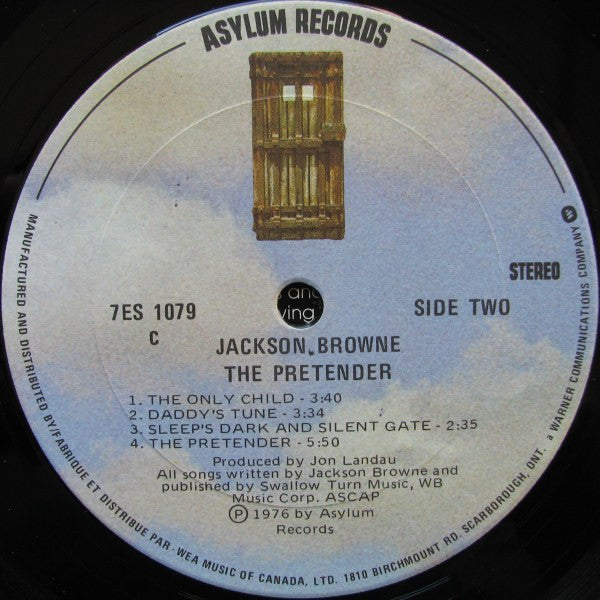 ASYLUM RECORDS
STEREO
7ES 1079
C
SIDE TWO
and
ving
JACKSON BROWNE
THE PRETENDER
1. THE ONLY CHILD - 3:40
2. DADDY'S TUNE - 3:34
3. SLEEP'S DARK AND SILENT GATE - 2:35
4. THE PRETENDER - 5:50
Produced by Jon Landau
All songs written by Jackson Browne and
published by Swallow Turn Music, WB
Music Corp. ASCAP
Ⓟ 1976 by Asylum
Records
MANUFACTURED AND DISTRIBUTED BY/FABRIQUE ET DISTRIBUE PAR -WEA MUSIC OF CANADA, LTD. 1810 BIRCHMOUNT RD. SCARBOROUGH, ONT. a WARNER COMMUNICATIONS COMPANY